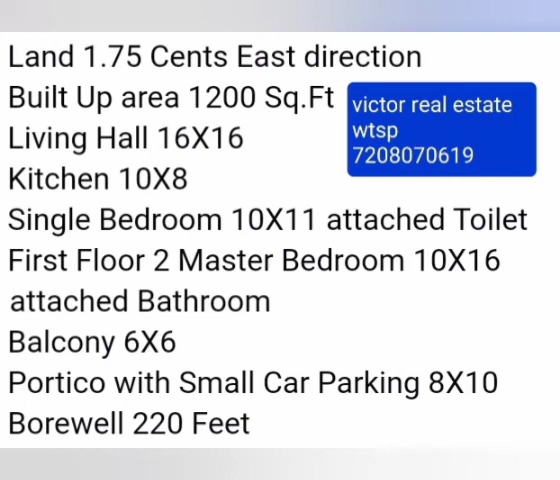 Land 1.75 Cents East direction
Built Up area 1200 Sq.Ft
victor real estate
wtsp
7208070619
Living Hall 16X16
Kitchen 10X8
Single Bedroom 10X11 attached Toilet
First Floor 2 Master Bedroom 10X16
attached Bathroom
Balcony 6X6
Portico with Small Car Parking 8X10
Borewell 220 Feet